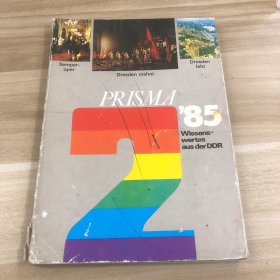 Semper-
oper
Dresden mahnt
Dresden
lebt
PRISMA
'85
Wissens-
wertes
aus der DDR
2